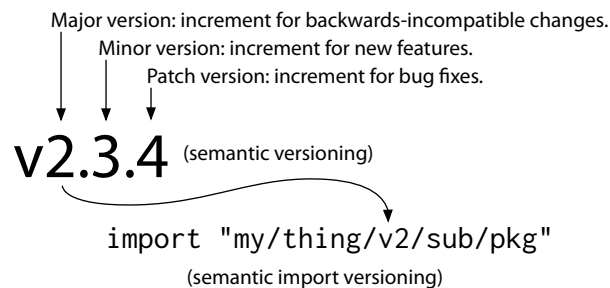 Major version: increment for backwards-incompatible changes.
Minor version: increment for new features.
Patch version: increment for bug fixes.
v2.3.4 (semantic versioning)
import "my/thing/v2/sub/pkg"
(semantic import versioning)